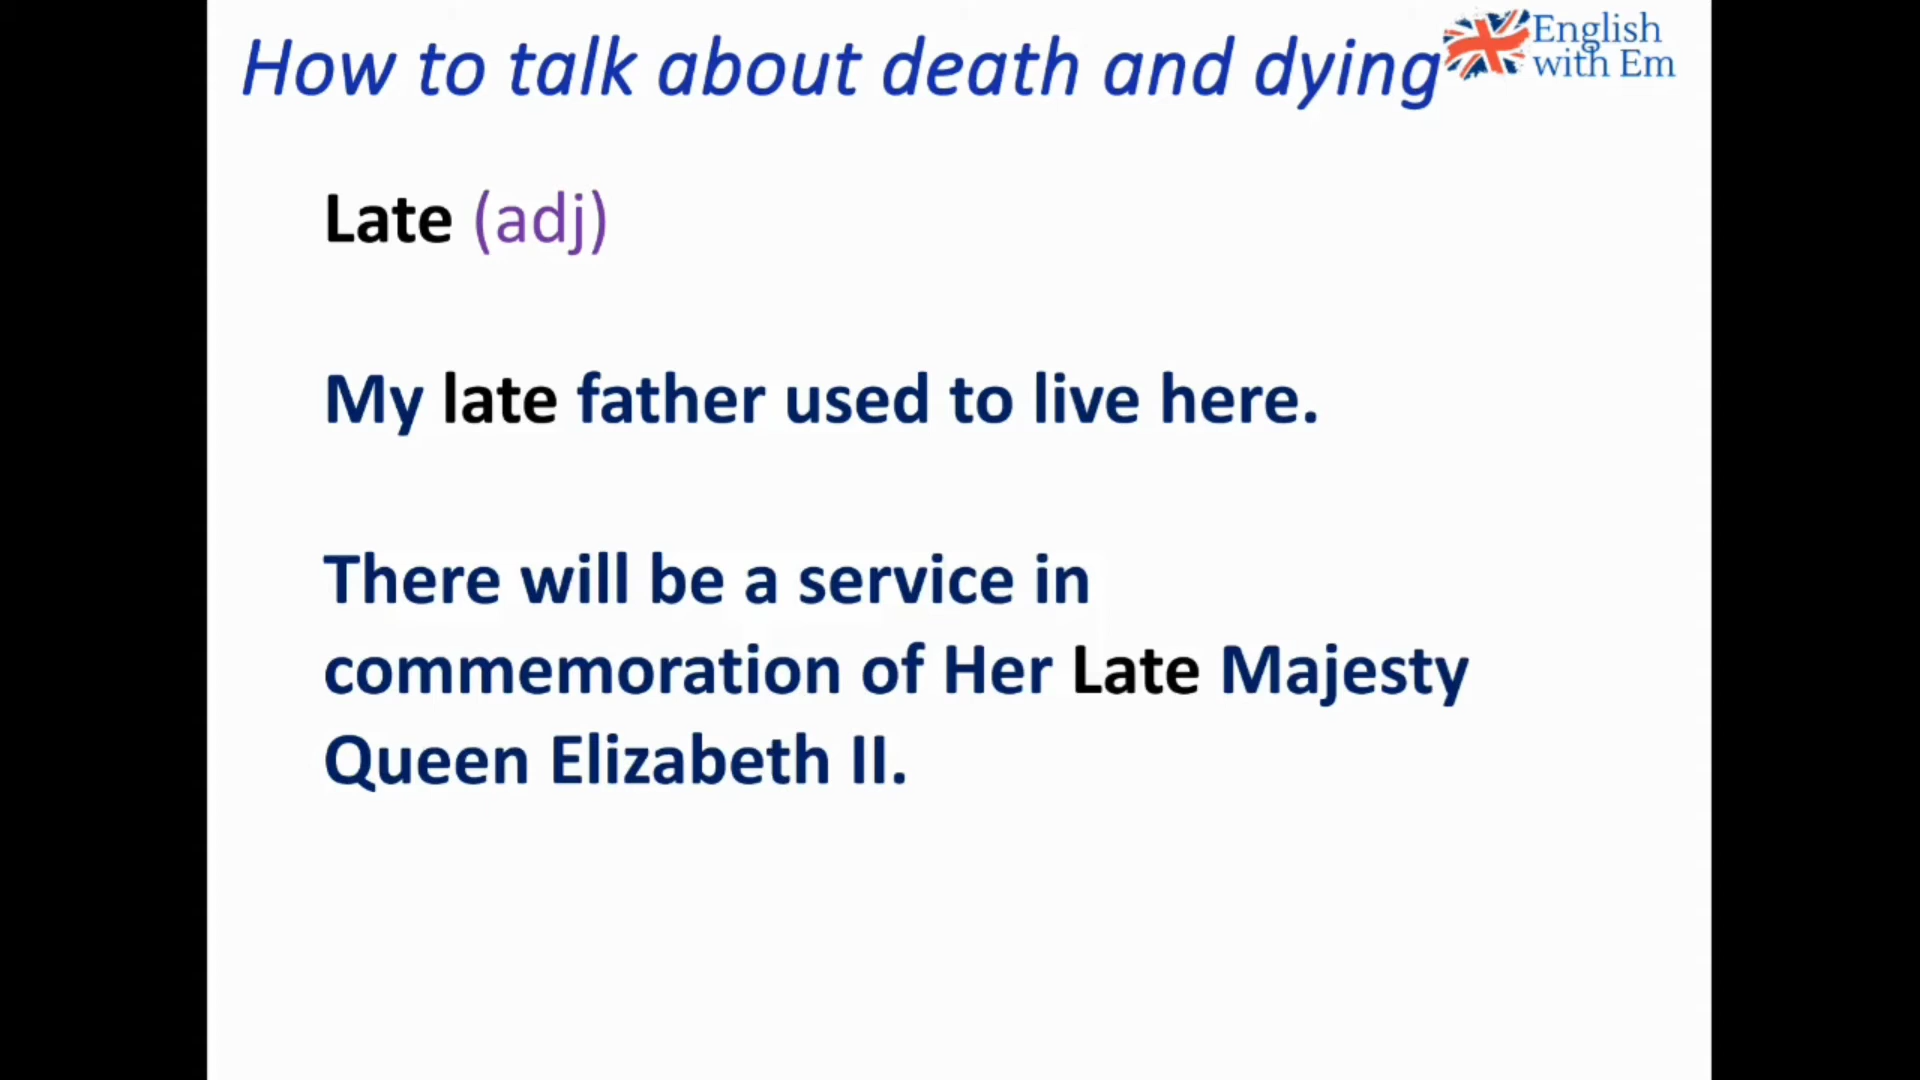 How to talk about death and dying
English
with Em
Late (adj)
My late father used to live here.
There will be a service in
commemoration of Her Late Majesty
Queen Elizabeth II.